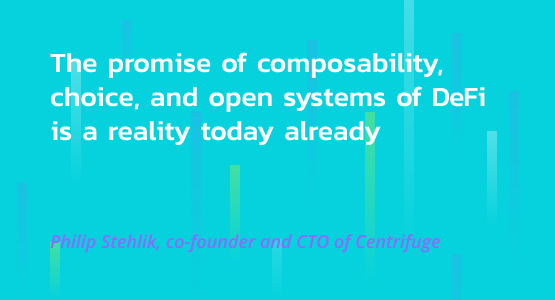 The promise of composability,
choice, and open systems of DeFi
is a reality today already
Philip Stehlik, co-founder and CTO of Centrifuge